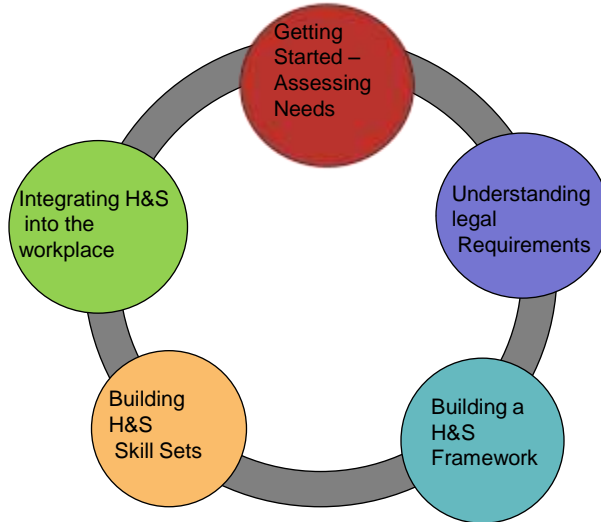 Getting
Started –
Assessing
Needs
Understanding
legal
Requirements
Building a
H&S
Framework
Building
H&S
Skill Sets
Integrating H&S
into the
workplace